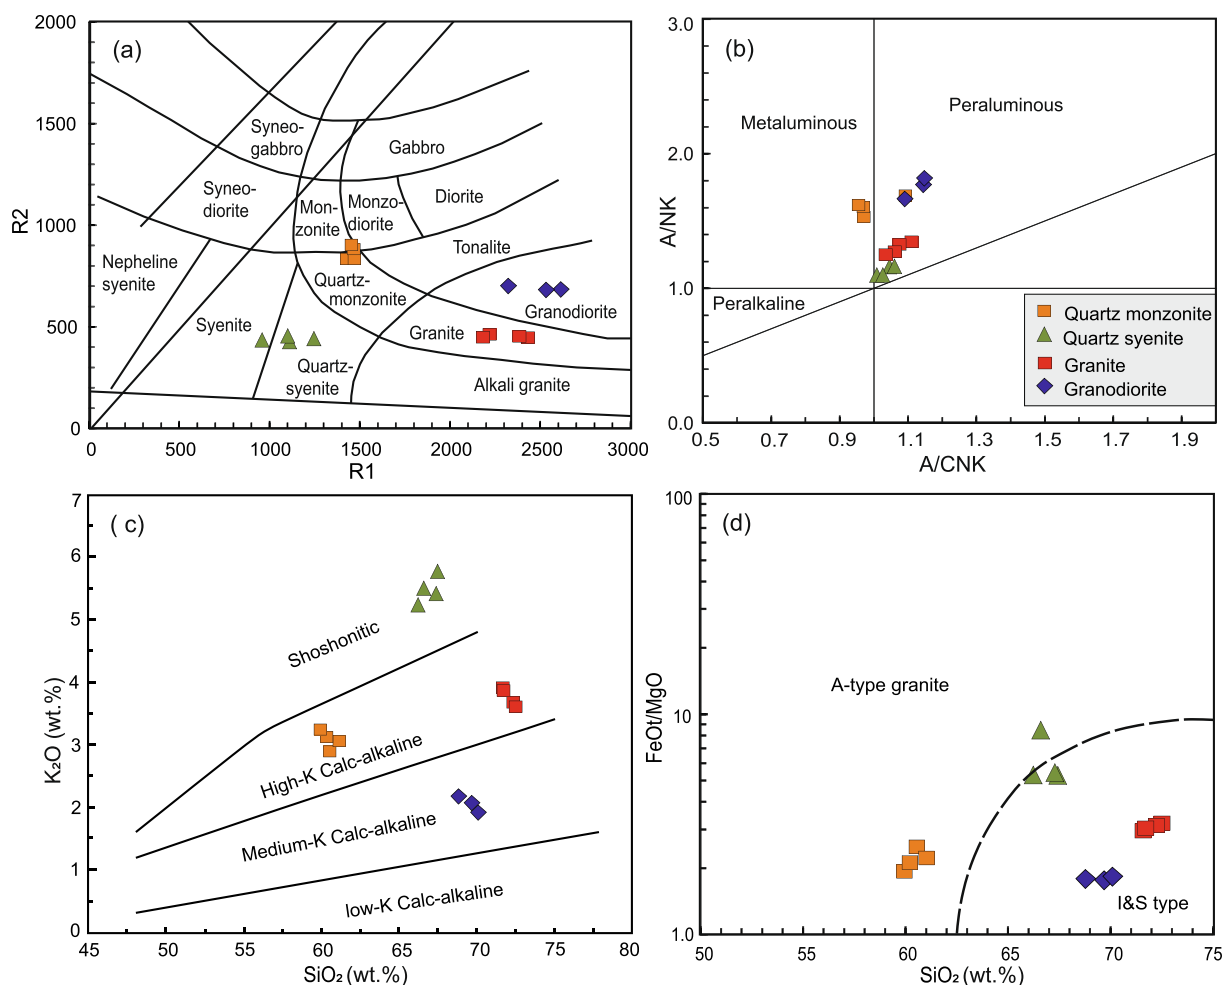 (a)
2000
1500
1000
500
0
R2
Syneo-
gabbro
Gabbro
Syneo-
diorite
Mon-
zonite
Monzo-
diorite
Diorite
Nepheline
syenite
Tonalite
Quartz-
monzonite
Granodiorite
Syenite
Granite
Quartz-
syenite
Alkali granite
0 500 1000 1500 2000 2500 3000
R1
(b)
3.0
2.0
1.0
0.0
A/NK
Metaluminous
Peraluminous
Peralkaline
Quartz monzonite
Quartz syenite
Granite
Granodiorite
0.5 0.7 0.9 1.1 1.3 1.5 1.7 1.9
A/CNK
( c)
7
6
5
4
3
2
1
0
K₂O (wt.%)
Shoshonitic
High-K Calc-alkaline
Medium-K Calc-alkaline
low-K Calc-alkaline
45 50 55 60 65 70 75 80
SiO₂ (wt.%)
(d)
100
10
1.0
FeOt/MgO
A-type granite
I&S type
50 55 60 65 70 75
SiO₂ (wt.%)